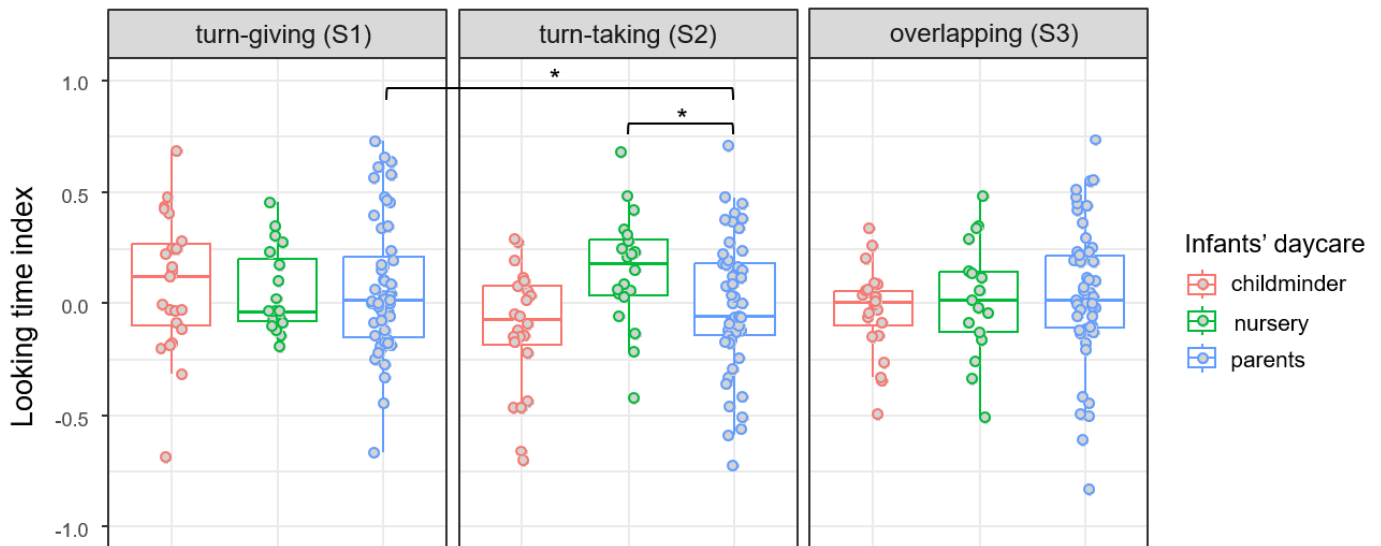 turn-giving (S1)
turn-taking (S2)
overlapping (S3)
1.0
*
*
0.5
0.0
-0.5
-1.0
Looking time index
Infants' daycare
childminder
nursery
parents